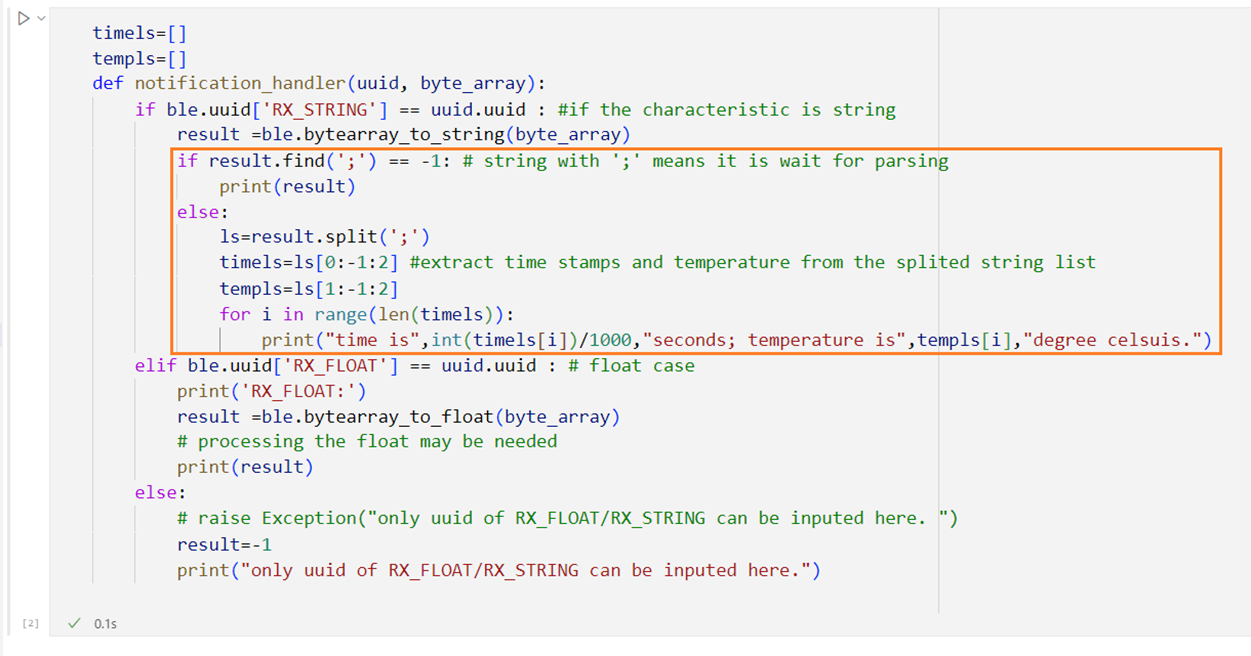 timels=[]
templs=[]
def notification_handler(uuid, byte_array):
    if ble.uuid['RX_STRING'] == uuid.uuid : #if the characteristic is string
        result =ble.bytearray_to_string(byte_array)
        if result.find(';') == -1: # string with ';' means it is wait for parsing
            print(result)
        else:
            ls=result.split(';')
            timels=ls[0:-1:2] #extract time stamps and temperature from the splited string list
            templs=ls[1:-1:2]
            for i in range(len(timels)):
                print("time is",int(timels[i])/1000,"seconds; temperature is",templs[i],"degree celsuis.")
    elif ble.uuid['RX_FLOAT'] == uuid.uuid : # float case
        print('RX_FLOAT:')
        result =ble.bytearray_to_float(byte_array)
        # processing the float may be needed
        print(result)
    else:
        # raise Exception("only uuid of RX_FLOAT/RX_STRING can be inputed here. ")
        result=-1
        print("only uuid of RX_FLOAT/RX_STRING can be inputed here.")
[2] ✓ 0.1s